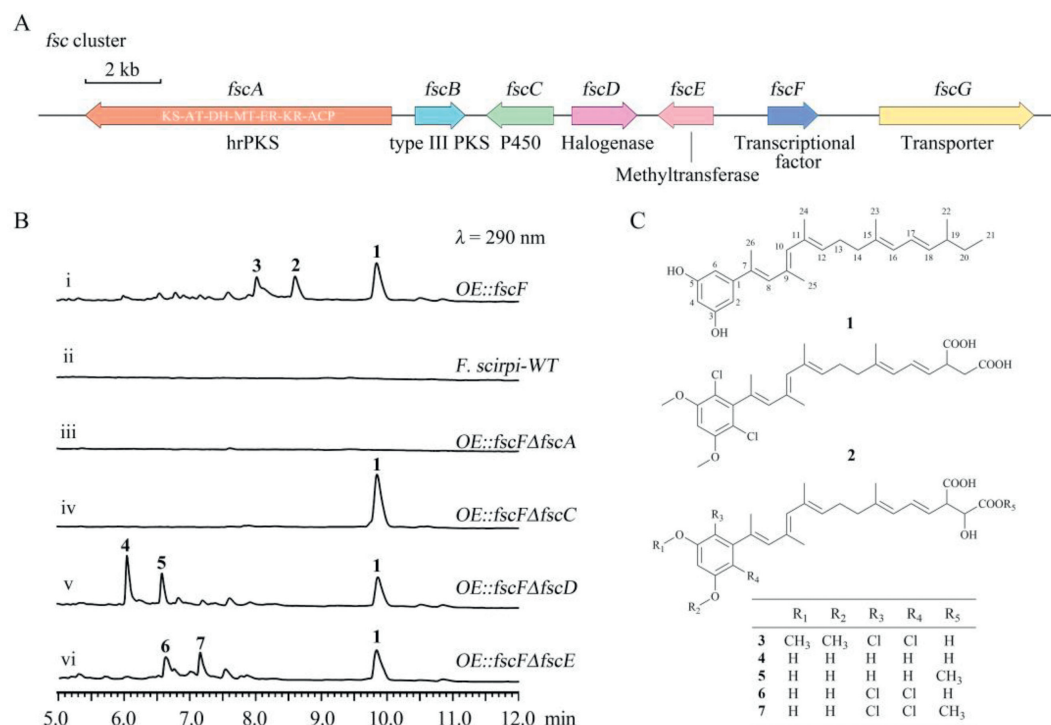 A
fsc cluster
2 kb
fscA fscB fscC fscD fscE fscF fscG
KS-AT-DH-MT-ER-KR-ACP
hrPKS type III PKS P450 Halogenase Transcriptional factor Transporter
Methyltransferase
B
λ = 290 nm
i 3 2 1 OE::fscF
ii F. scirpi-WT
iii OE::fscFΔfscA
iv 1 OE::fscFΔfscC
v 4 5 1 OE::fscFΔfscD
vi 6 7 1 OE::fscFΔfscE
5.0 6.0 7.0 8.0 9.0 10.0 11.0 12.0 min
C
24 23 22
26 10 11 15 17 19 21
HO 6 7 12 13 14 16 18 20
5 1 8 9 25
4 3 2
OH
1
COOH
COOH
Cl
O
Cl
O
2
COOH
COOR5
OH
R3
O
R1
R4
O
R2
R1 R2 R3 R4 R5
3 CH3 CH3 Cl Cl H
4 H H H H H
5 H H H H CH3
6 H H Cl Cl H
7 H H Cl Cl CH3